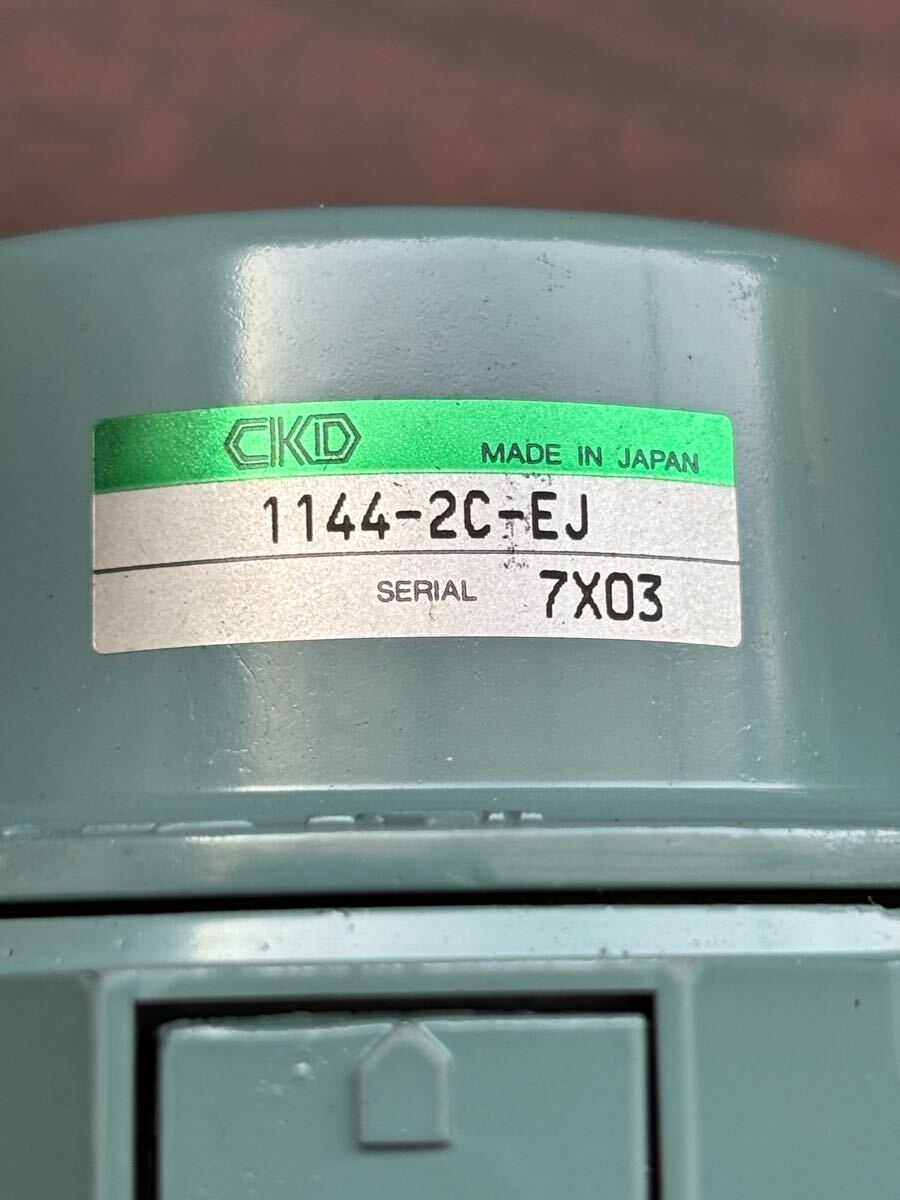 CKD MADE IN JAPAN
1144-2C-EJ
SERIAL 7X03